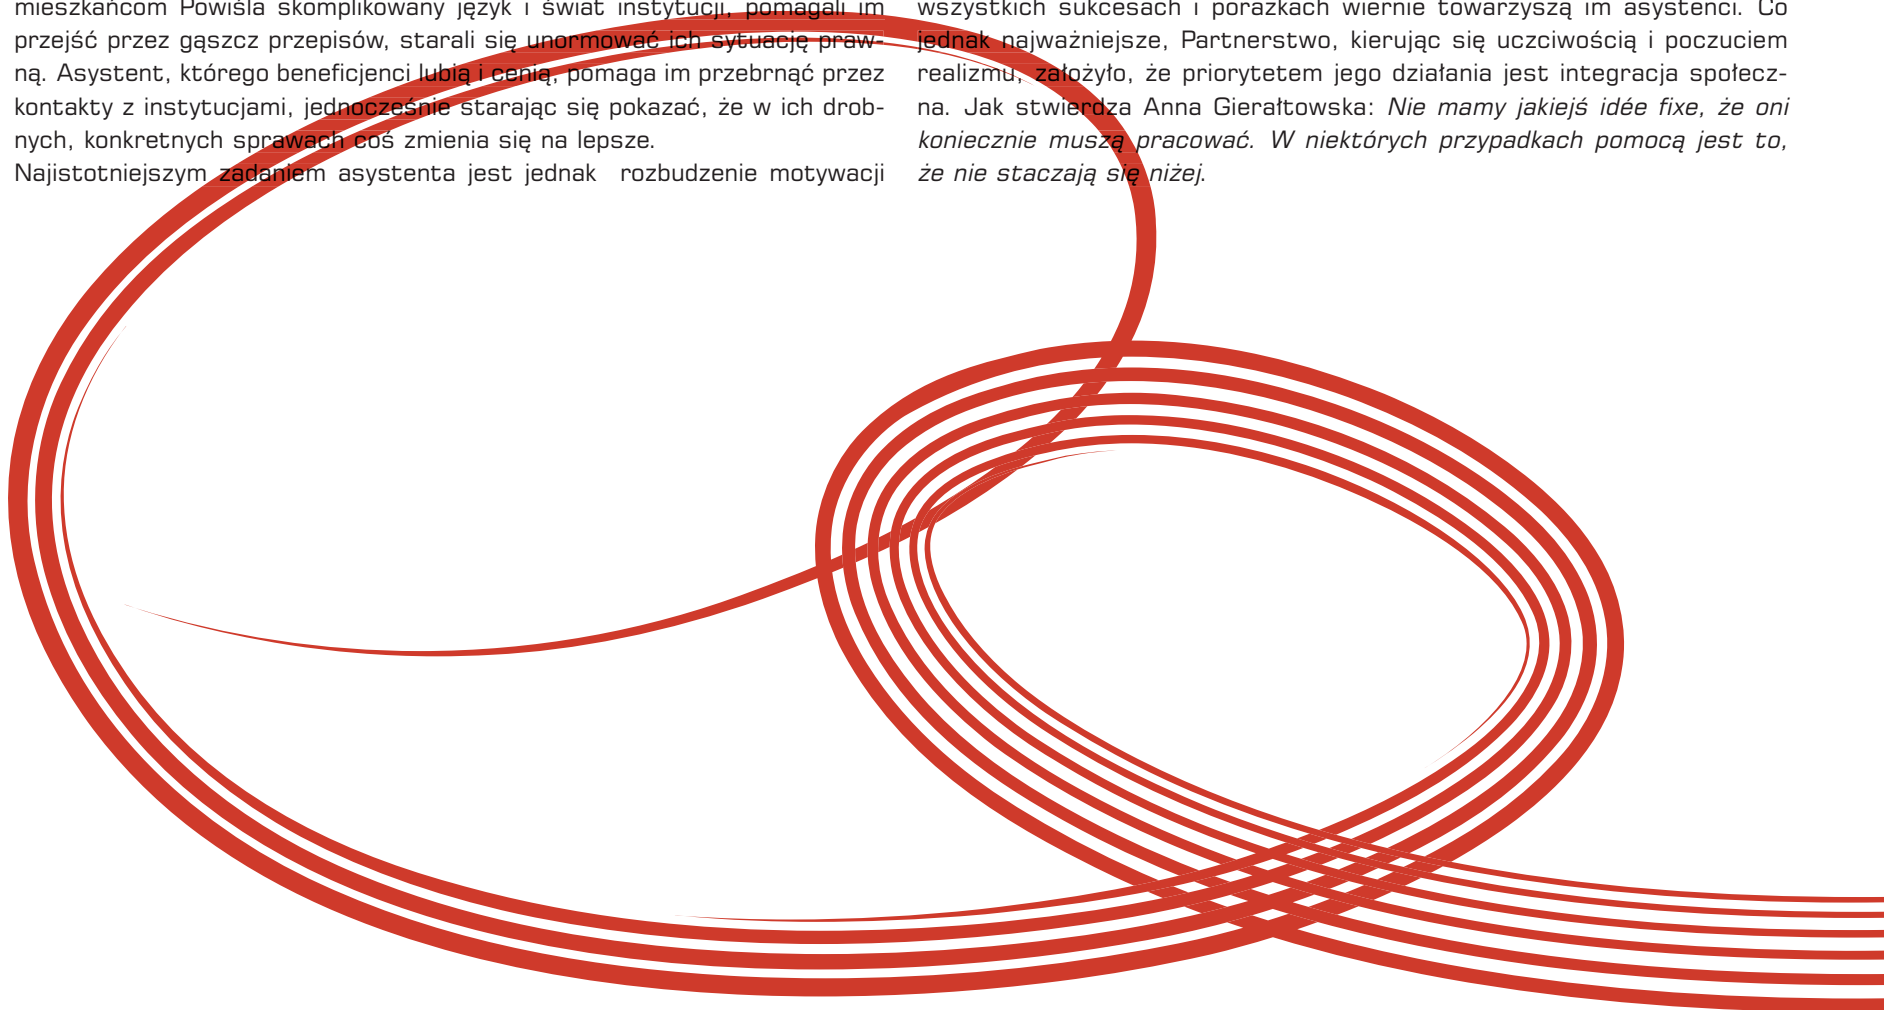 mieszkańcom Powiśla skomplikowany język i świat instytucji, pomagali im
przejść przez gąszcz przepisów, starali się unormować ich sytuację praw-
ną. Asystent, którego beneficjenci lubią i cenią, pomaga im przebrnąć przez
kontakty z instytucjami, jednocześnie starając się pokazać, że w ich drob-
nych, konkretnych sprawach coś zmienia się na lepsze.
Najistotniejszym zadaniem asystenta jest jednak rozbudzenie motywacji
wszystkich sukcesach i porażkach wiernie towarzyszą im asystenci. Co
jednak najważniejsze, Partnerstwo, kierując się uczciwością i poczuciem
realizmu, założyło, że priorytetem jego działania jest integracja społecz-
na. Jak stwierdza Anna Gierałtowska: Nie mamy jakiejś idée fixe, że oni
koniecznie muszą pracować. W niektórych przypadkach pomocą jest to,
że nie staczają się niżej.